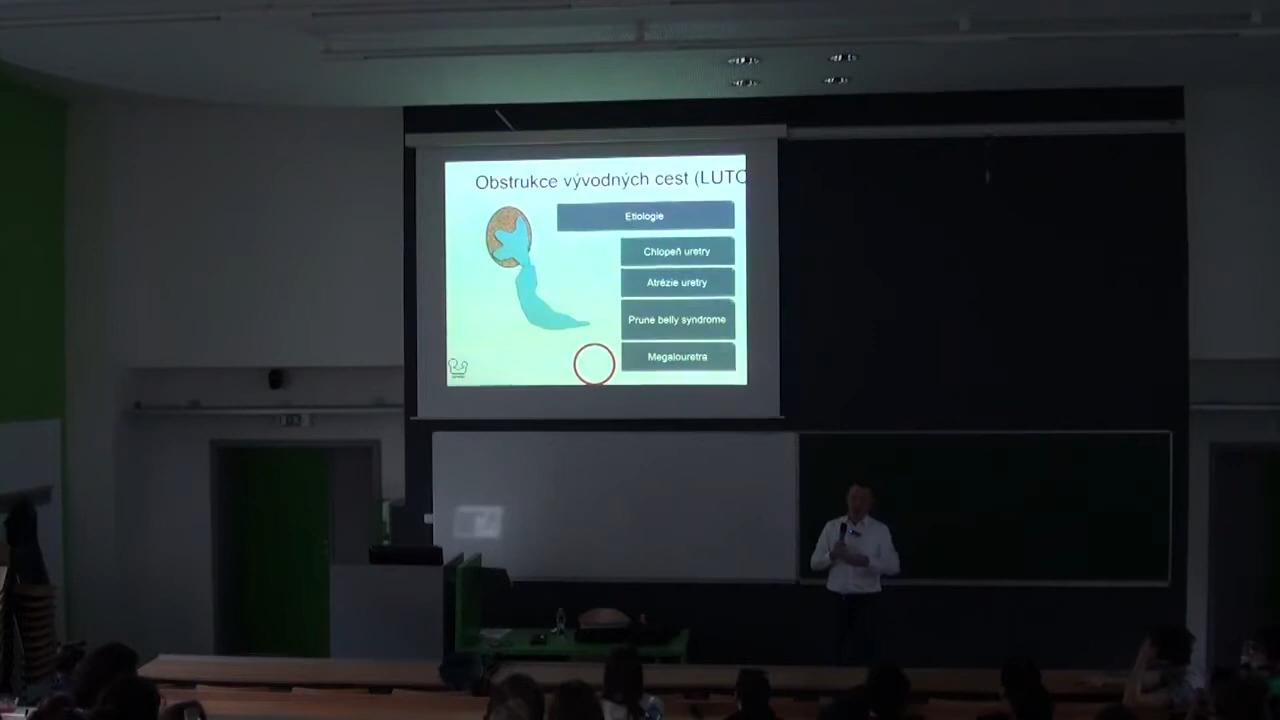 Obstrukce vývodných cest (LUTO
Etiologie
Chlopeň uretry
Atrézie uretry
Prune belly syndrome
Megalouretra